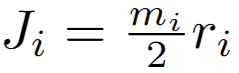 $J_i = \frac{m_i}{2} r_i$